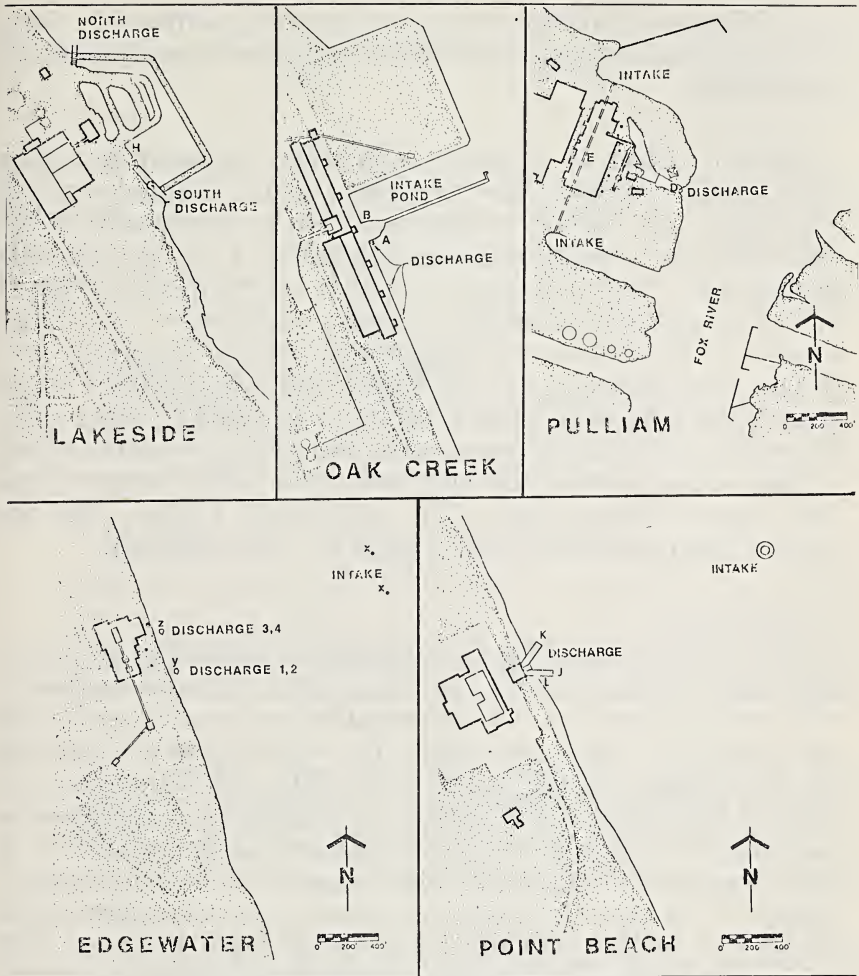 NORTH
DISCHARGE
H
SOUTH
DISCHARGE
LAKESIDE
INTAKE
POND
B
A
DISCHARGE
OAK CREEK
INTAKE
E
D
DISCHARGE
INTAKE
FOX RIVER
N
0 200 400'
PULLIAM
x
INTAKE
x
z
DISCHARGE 3,4
y
DISCHARGE 1,2
N
0 200' 400'
EDGEWATER
INTAKE
K
DISCHARGE
J
L
N
0 200 400'
POINT BEACH